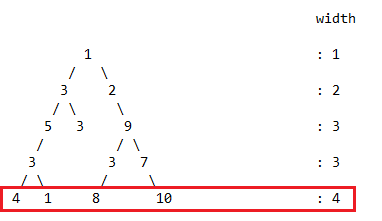 width
1 : 1
/ \
3 2 : 2
/ \ \
5 3 9 : 3
/ / \
3 3 7 : 3
/ \ / \
4 1 8 10 : 4